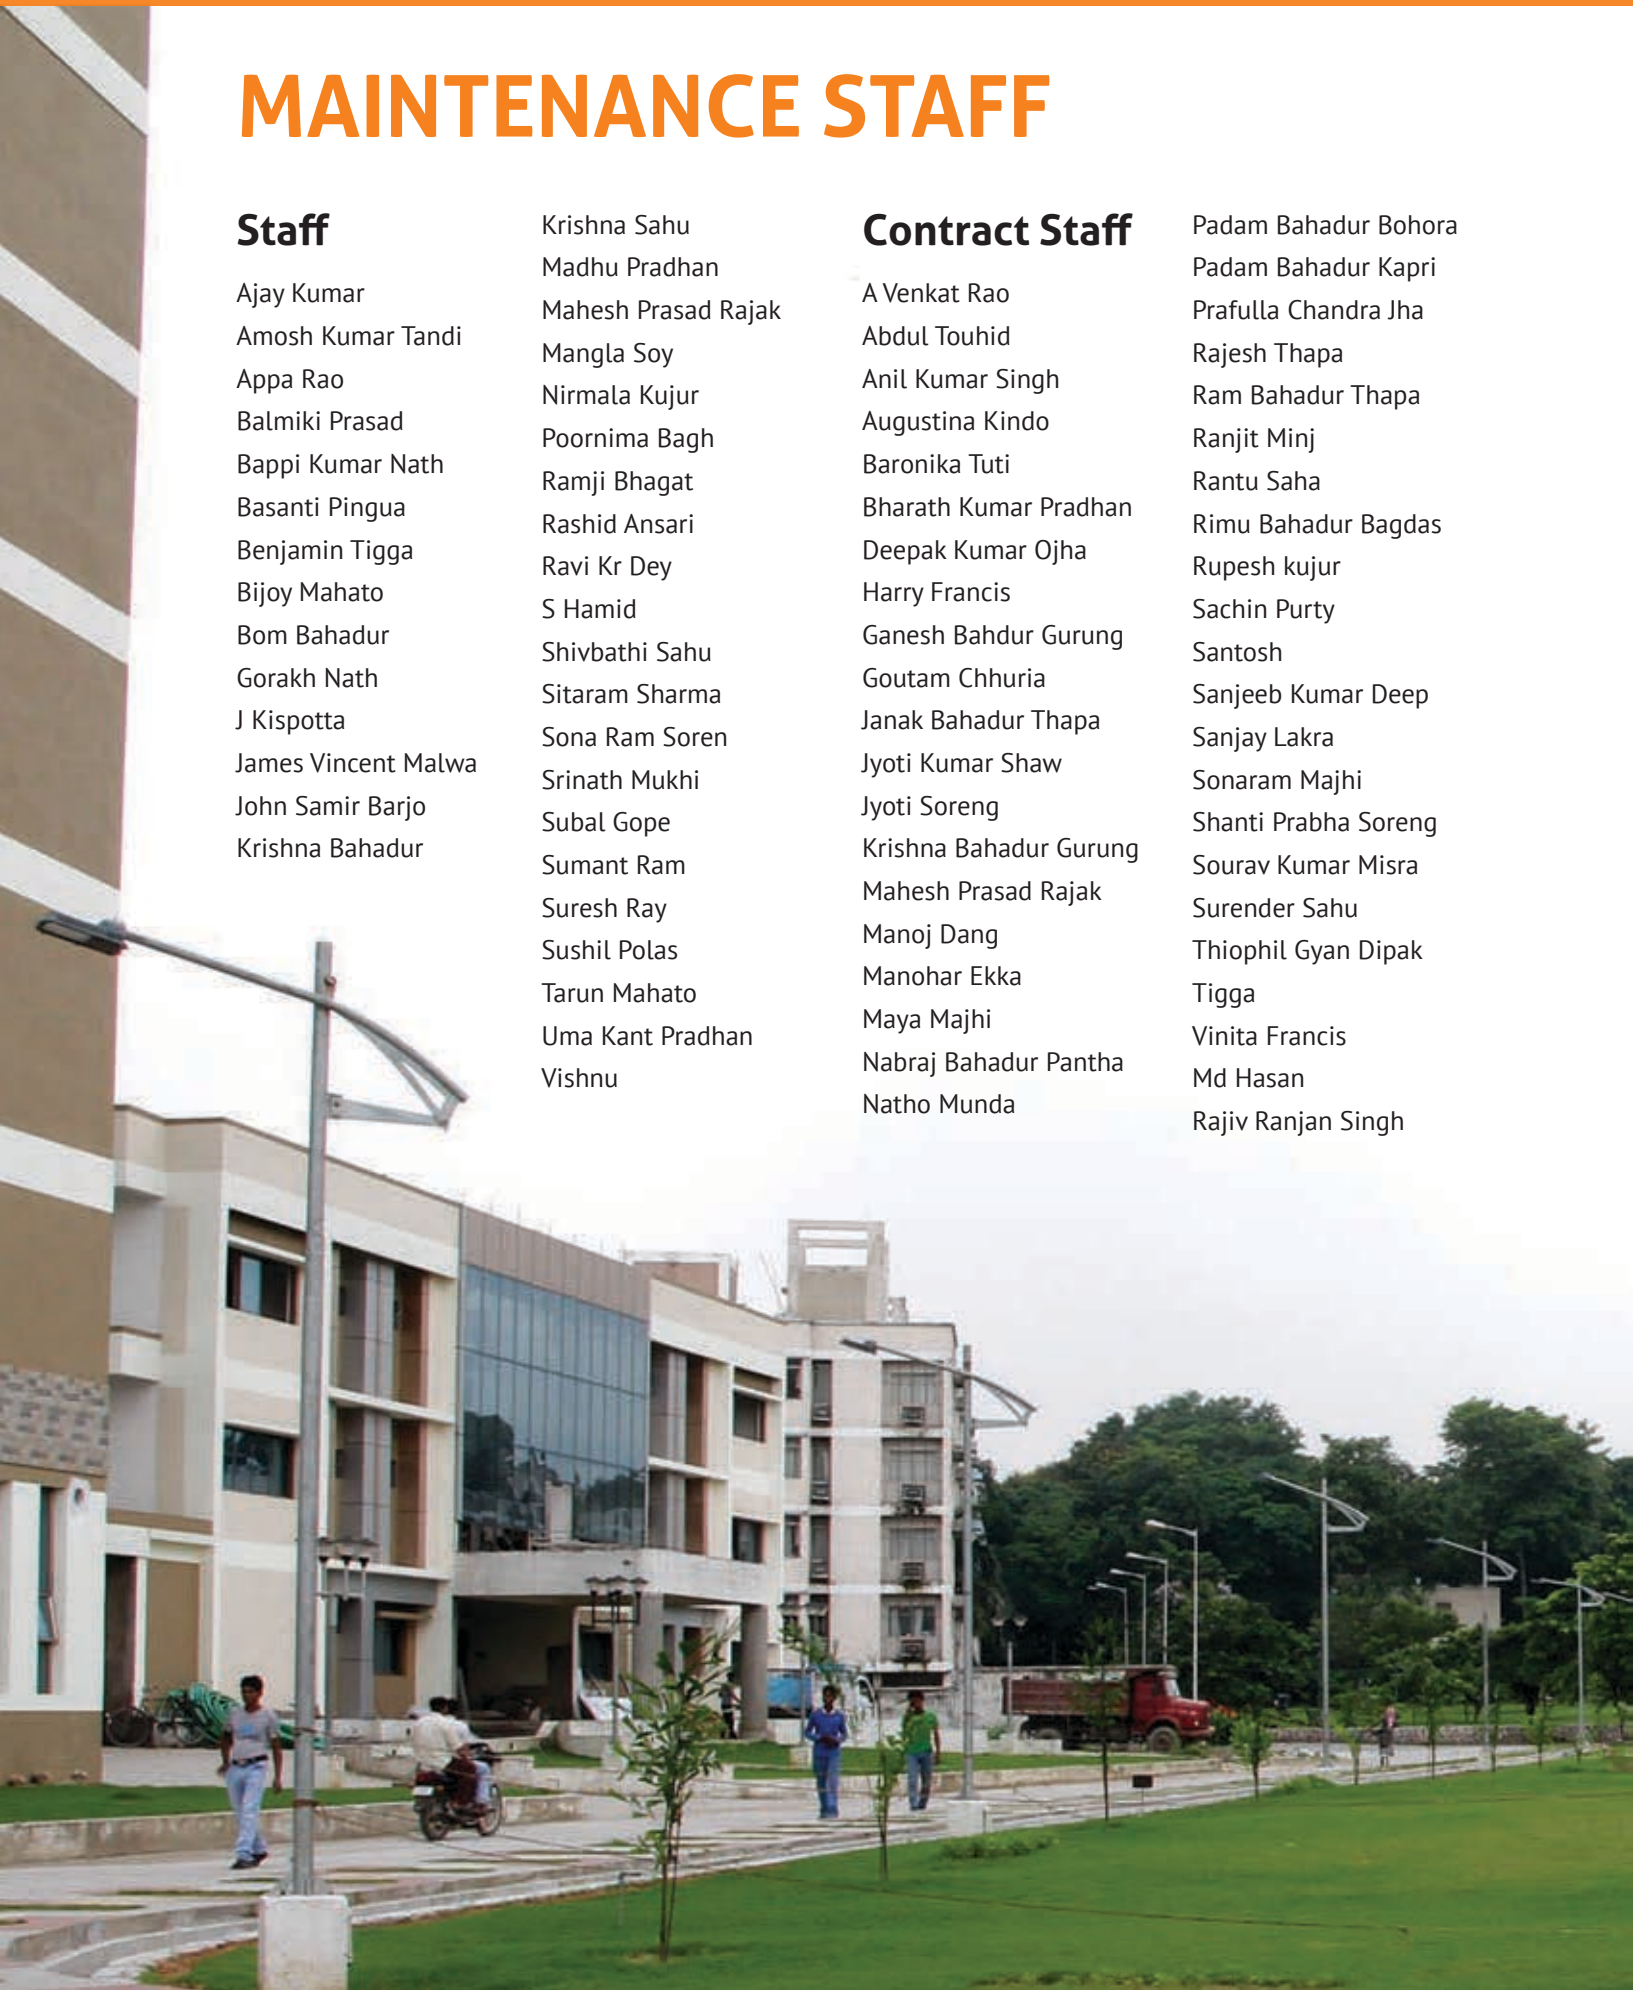 MAINTENANCE STAFF
Staff
Ajay Kumar
Amosh Kumar Tandi
Appa Rao
Balmiki Prasad
Bappi Kumar Nath
Basanti Pingua
Benjamin Tigga
Bijoy Mahato
Bom Bahadur
Gorakh Nath
J Kispotta
James Vincent Malwa
John Samir Barjo
Krishna Bahadur
Krishna Sahu
Madhu Pradhan
Mahesh Prasad Rajak
Mangla Soy
Nirmala Kujur
Poornima Bagh
Ramji Bhagat
Rashid Ansari
Ravi Kr Dey
S Hamid
Shivbathi Sahu
Sitaram Sharma
Sona Ram Soren
Srinath Mukhi
Subal Gope
Sumant Ram
Suresh Ray
Sushil Polas
Tarun Mahato
Uma Kant Pradhan
Vishnu
Contract Staff
A Venkat Rao
Abdul Touhid
Anil Kumar Singh
Augustina Kindo
Baronika Tuti
Bharath Kumar Pradhan
Deepak Kumar Ojha
Harry Francis
Ganesh Bahdur Gurung
Goutam Chhuria
Janak Bahadur Thapa
Jyoti Kumar Shaw
Jyoti Soreng
Krishna Bahadur Gurung
Mahesh Prasad Rajak
Manoj Dang
Manohar Ekka
Maya Majhi
Nabraj Bahadur Pantha
Natho Munda
Padam Bahadur Bohora
Padam Bahadur Kapri
Prafulla Chandra Jha
Rajesh Thapa
Ram Bahadur Thapa
Ranjit Minj
Rantu Saha
Rimu Bahadur Bagdas
Rupesh kujur
Sachin Purty
Santosh
Sanjeeb Kumar Deep
Sanjay Lakra
Sonaram Majhi
Shanti Prabha Soreng
Sourav Kumar Misra
Surender Sahu
Thiophil Gyan Dipak
Tigga
Vinita Francis
Md Hasan
Rajiv Ranjan Singh